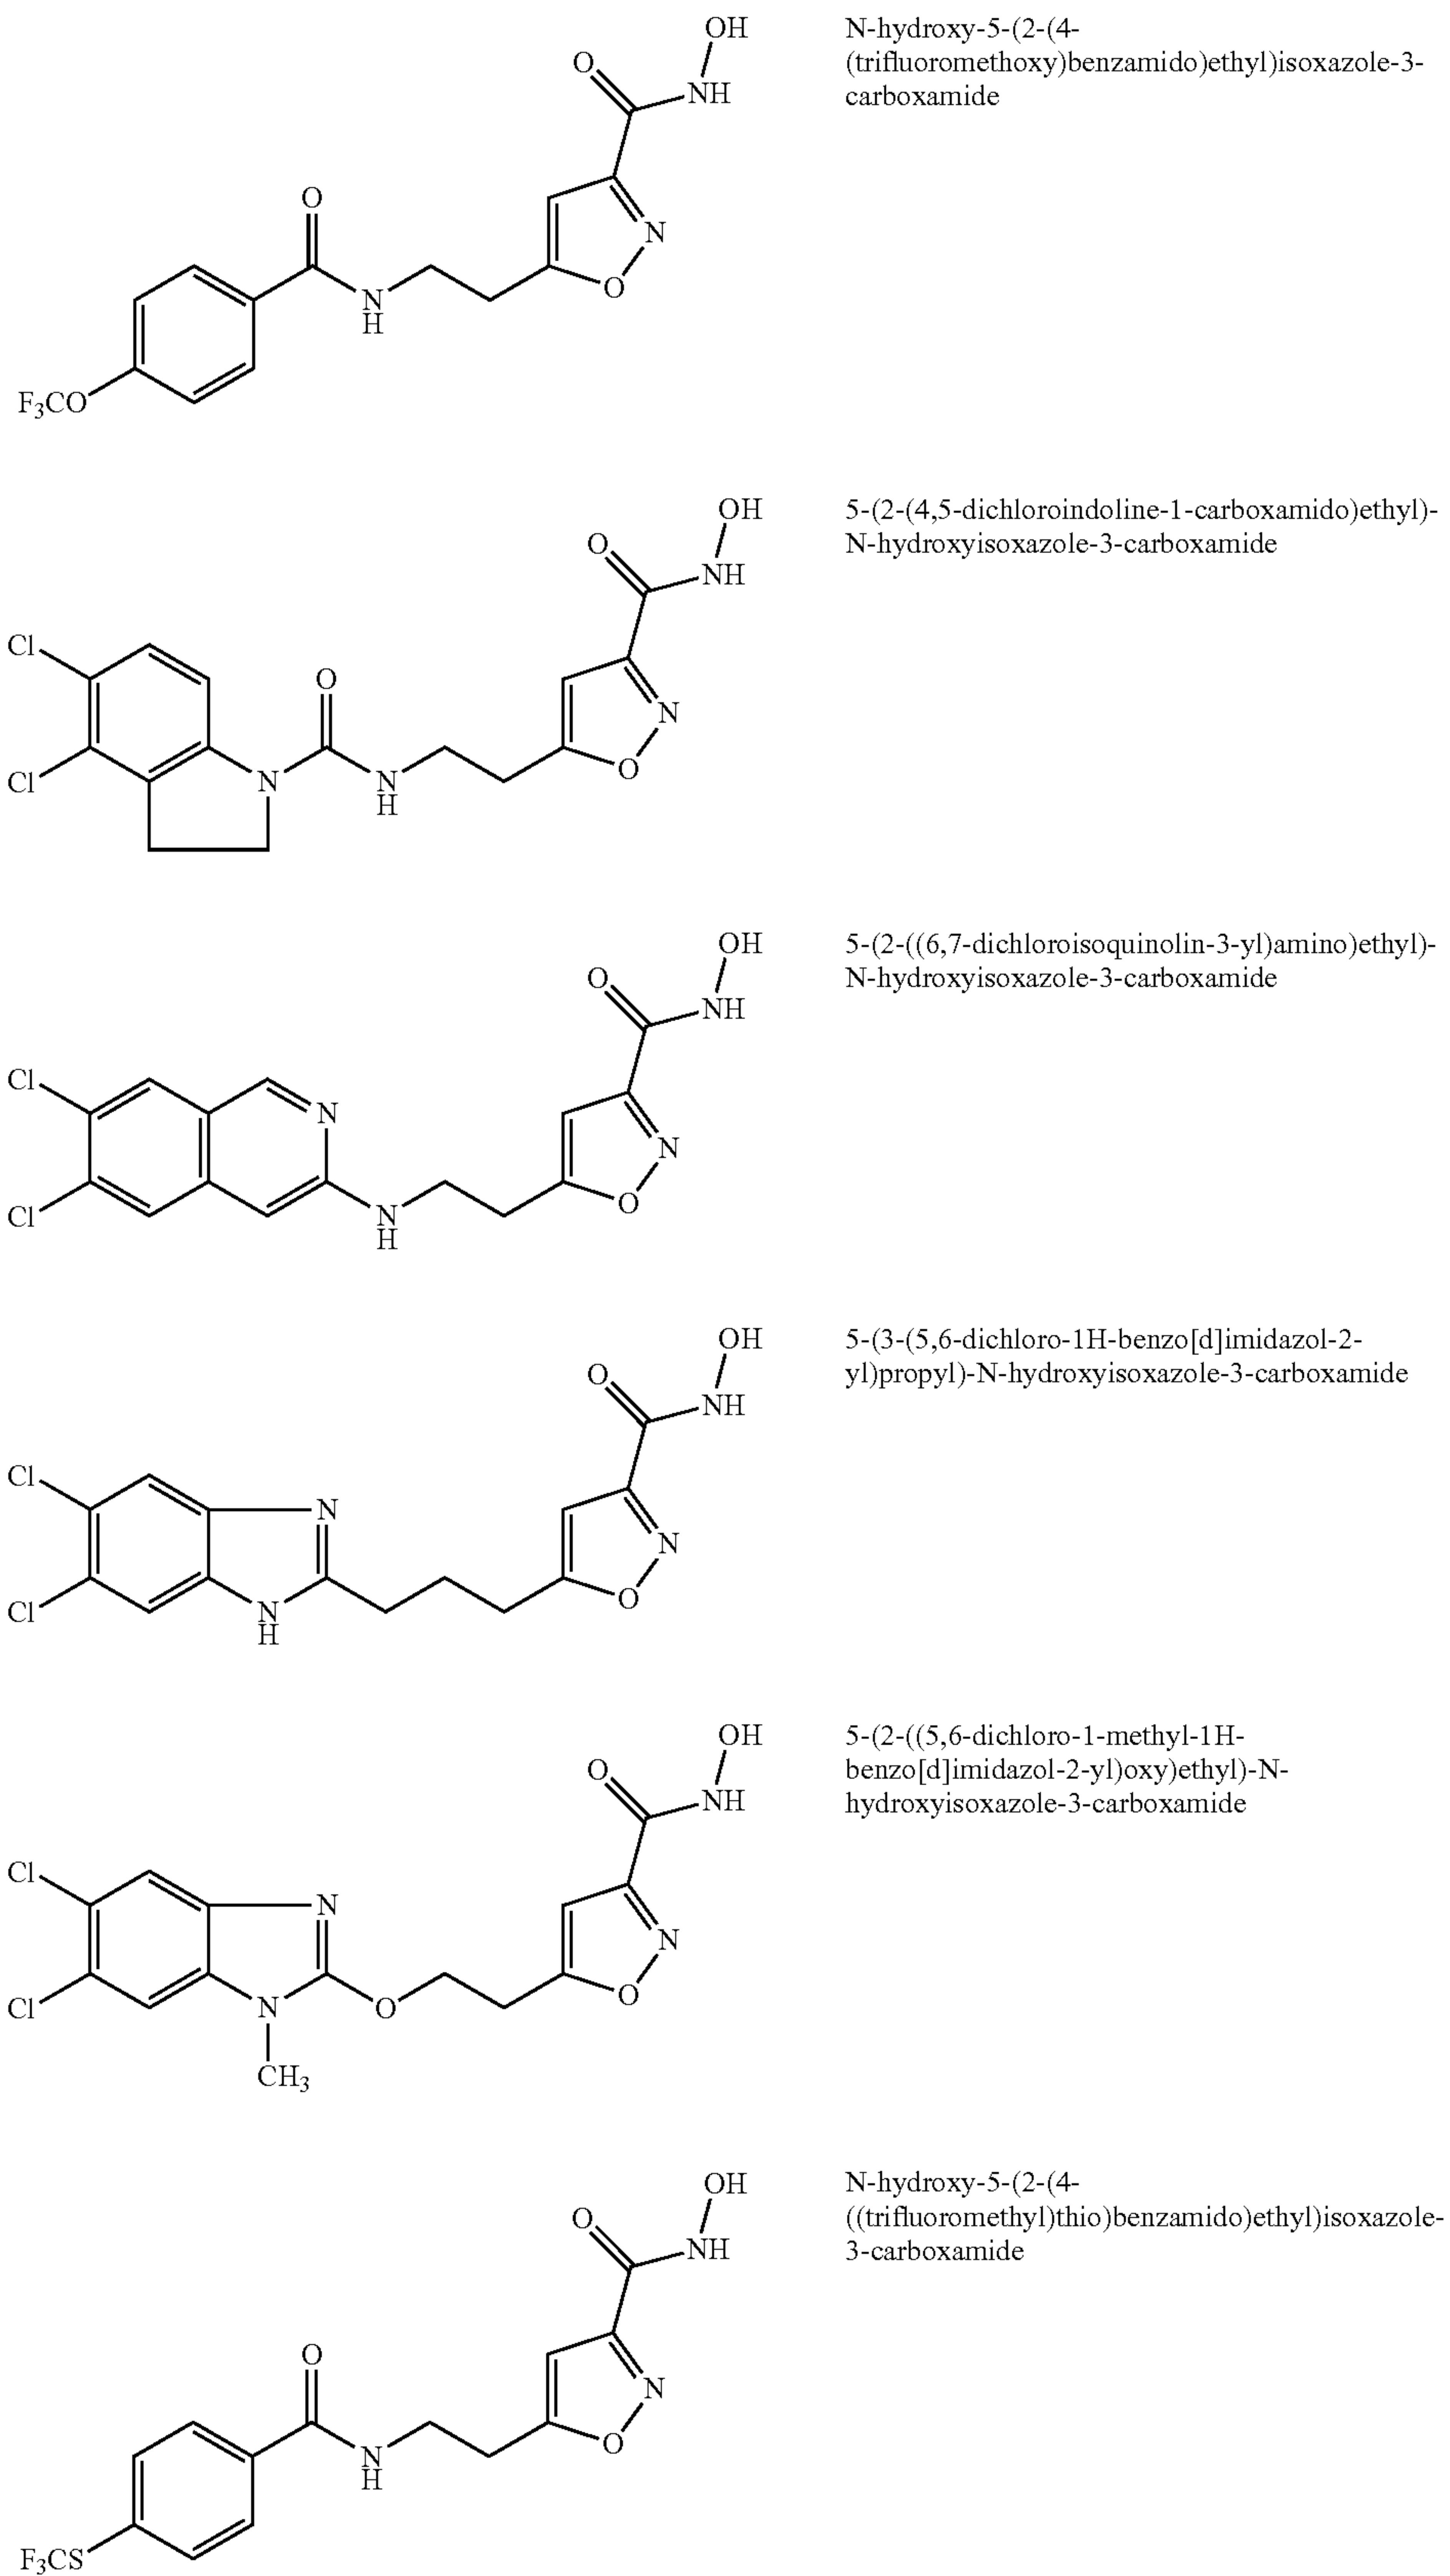 OH
N-hydroxy-5-(2-(4-
O
(trifluoromethoxy)benzamido)ethyl)isoxazole-3-
NH
carboxamide
O
N
O
N
H
F3CO
OH
5-(2-(4,5-dichloroindoline-1-carboxamido)ethyl)-
O
N-hydroxyisoxazole-3-carboxamide
NH
Cl
O
N
O
Cl
N
N
H
OH
5-(2-((6,7-dichloroisoquinolin-3-yl)amino)ethyl)-
O
N-hydroxyisoxazole-3-carboxamide
NH
Cl
N
N
O
Cl
N
H
OH
5-(3-(5,6-dichloro-1H-benzo[d]imidazol-2-
O
yl)propyl)-N-hydroxyisoxazole-3-carboxamide
NH
Cl
N
N
O
Cl
N
H
OH
5-(2-((5,6-dichloro-1-methyl-1H-
O
benzo[d]imidazol-2-yl)oxy)ethyl)-N-
NH
hydroxyisoxazole-3-carboxamide
Cl
N
N
O
Cl
N
O
CH3
OH
N-hydroxy-5-(2-(4-
O
((trifluoromethyl)thio)benzamido)ethyl)isoxazole-
NH
3-carboxamide
O
N
O
N
H
F3CS